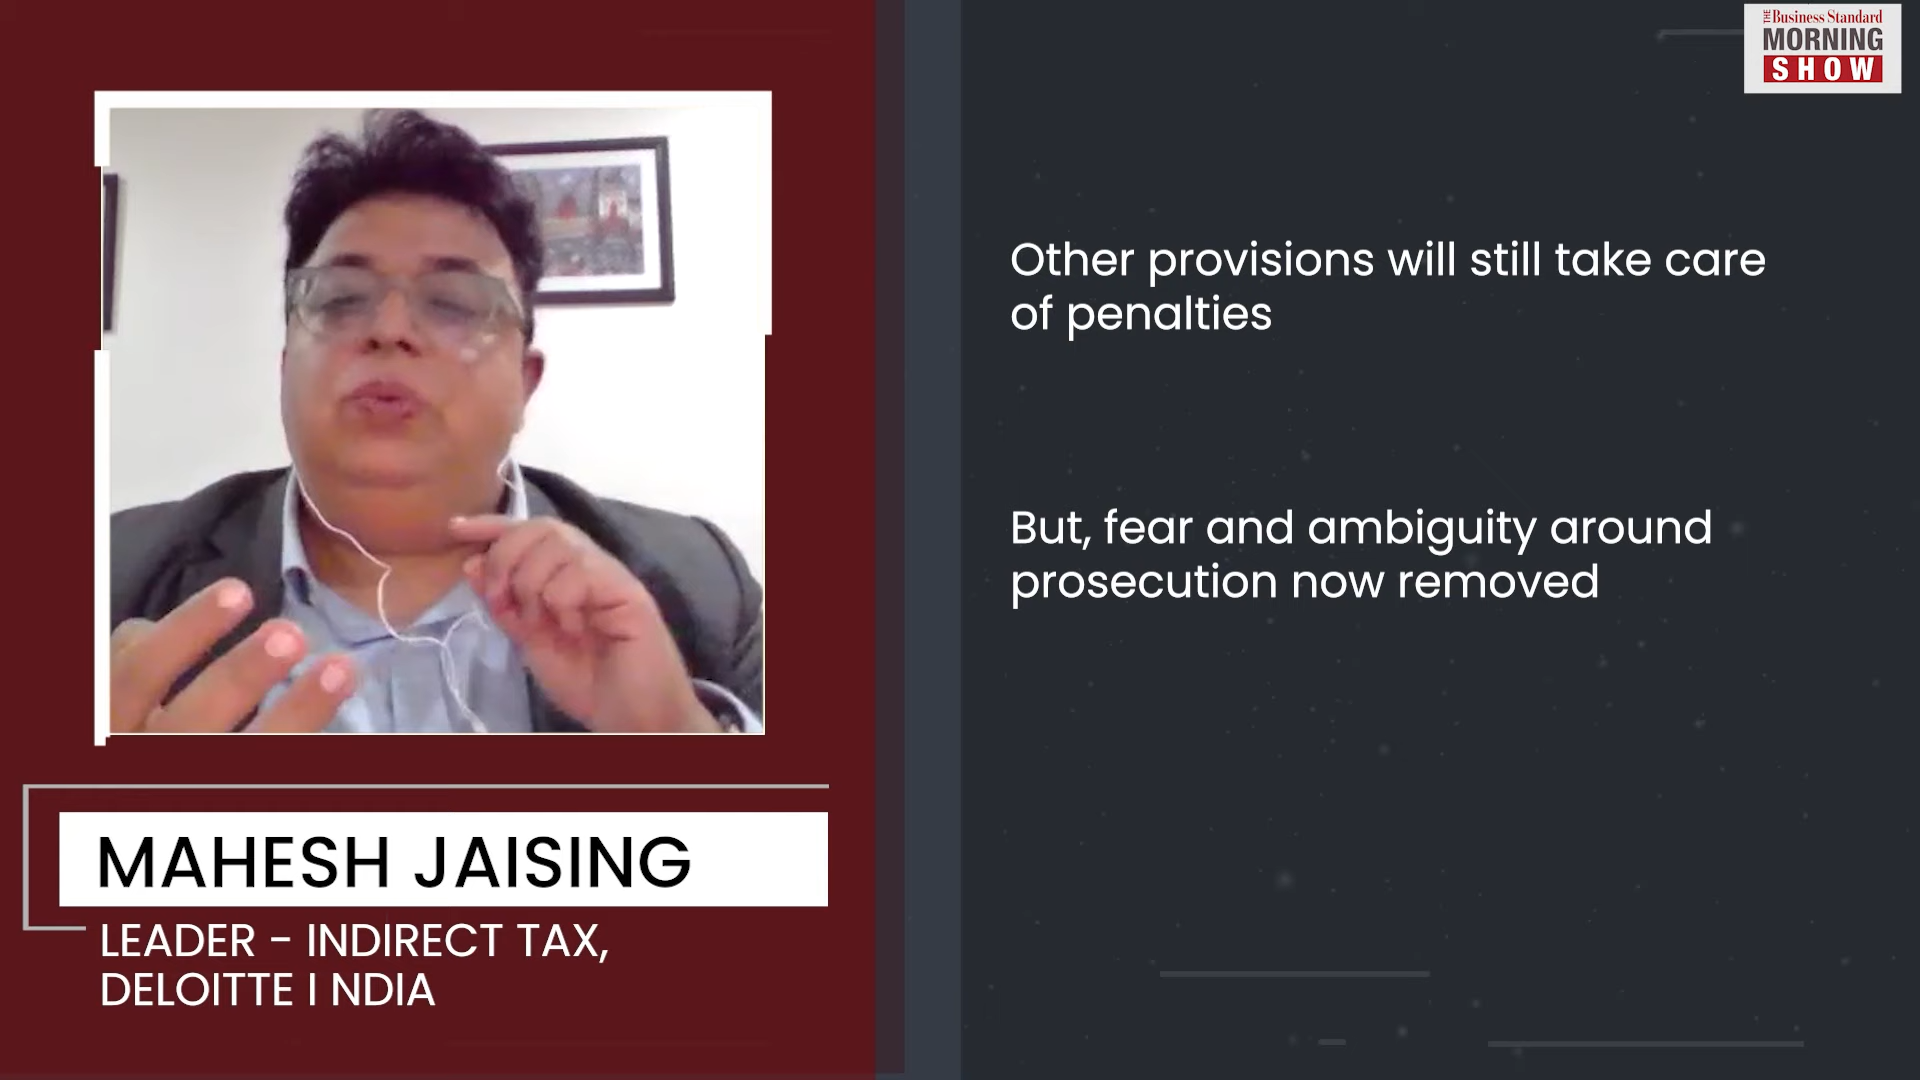 THE Business Standard
MORNING
SHOW
Other provisions will still take care
of penalties
But, fear and ambiguity around
prosecution now removed
MAHESH JAISING
LEADER - INDIRECT TAX,
DELOITTE I NDIA